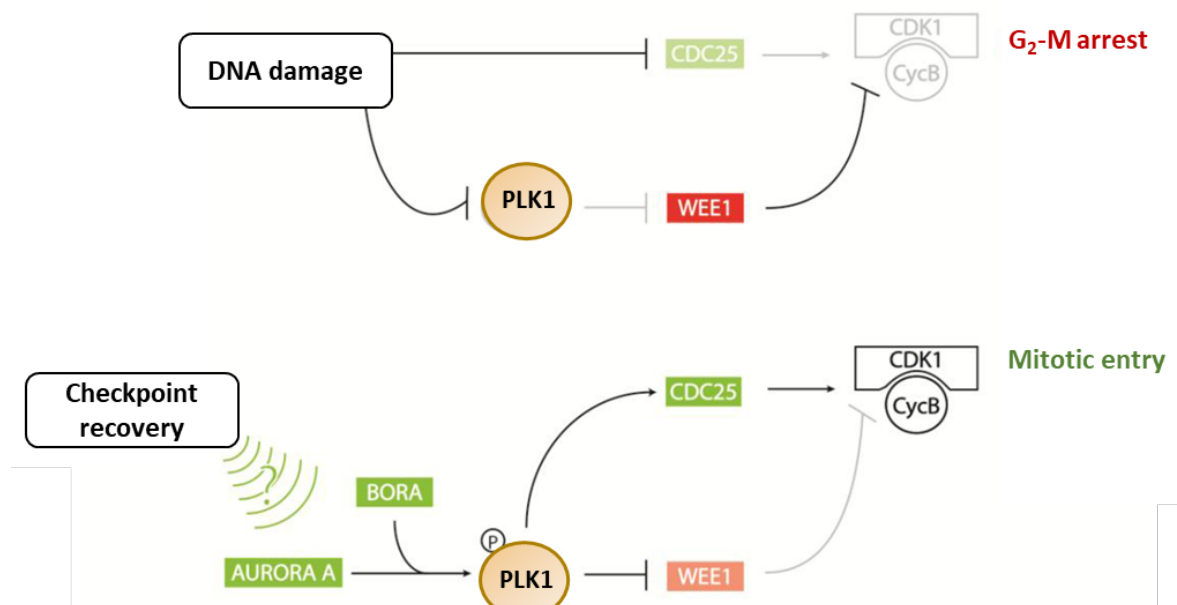 DNA damage
CDC25
CDK1
CycB
G₂-M arrest
PLK1
WEE1
Checkpoint
recovery
?
BORA
AURORA A
P
PLK1
CDC25
WEE1
CDK1
CycB
Mitotic entry